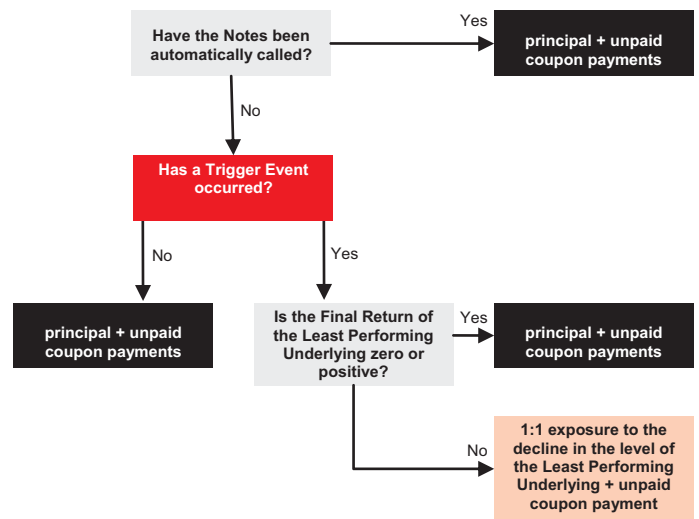 Have the Notes been
automatically called?
Yes
principal + unpaid
coupon payments
No
Has a Trigger Event
occurred?
No
Yes
principal + unpaid
coupon payments
Is the Final Return of
the Least Performing
Underlying zero or
positive?
Yes
principal + unpaid
coupon payments
No
1:1 exposure to the
decline in the level of
the Least Performing
Underlying + unpaid
coupon payment